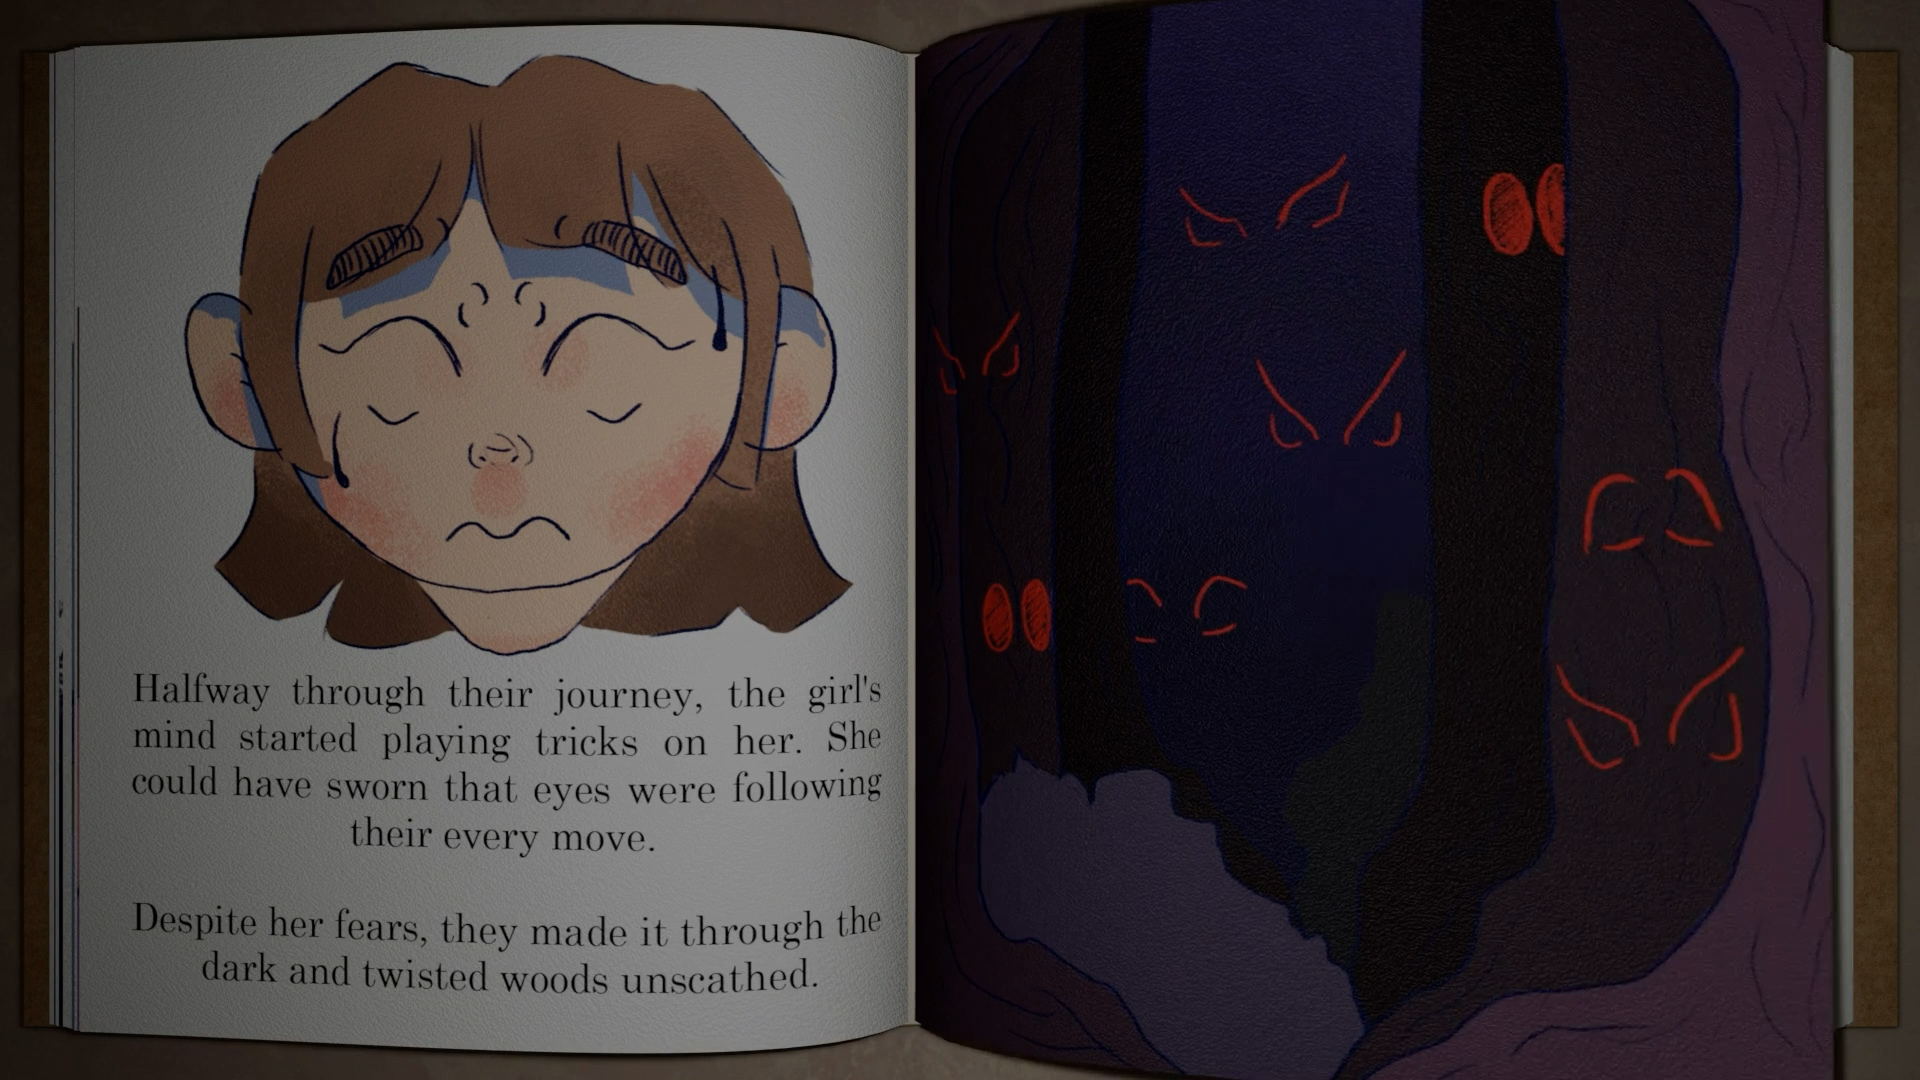 Halfway through their journey, the girl's
mind started playing tricks on her. She
could have sworn that eyes were following
their every move.
Despite her fears, they made it through the
dark and twisted woods unscathed.